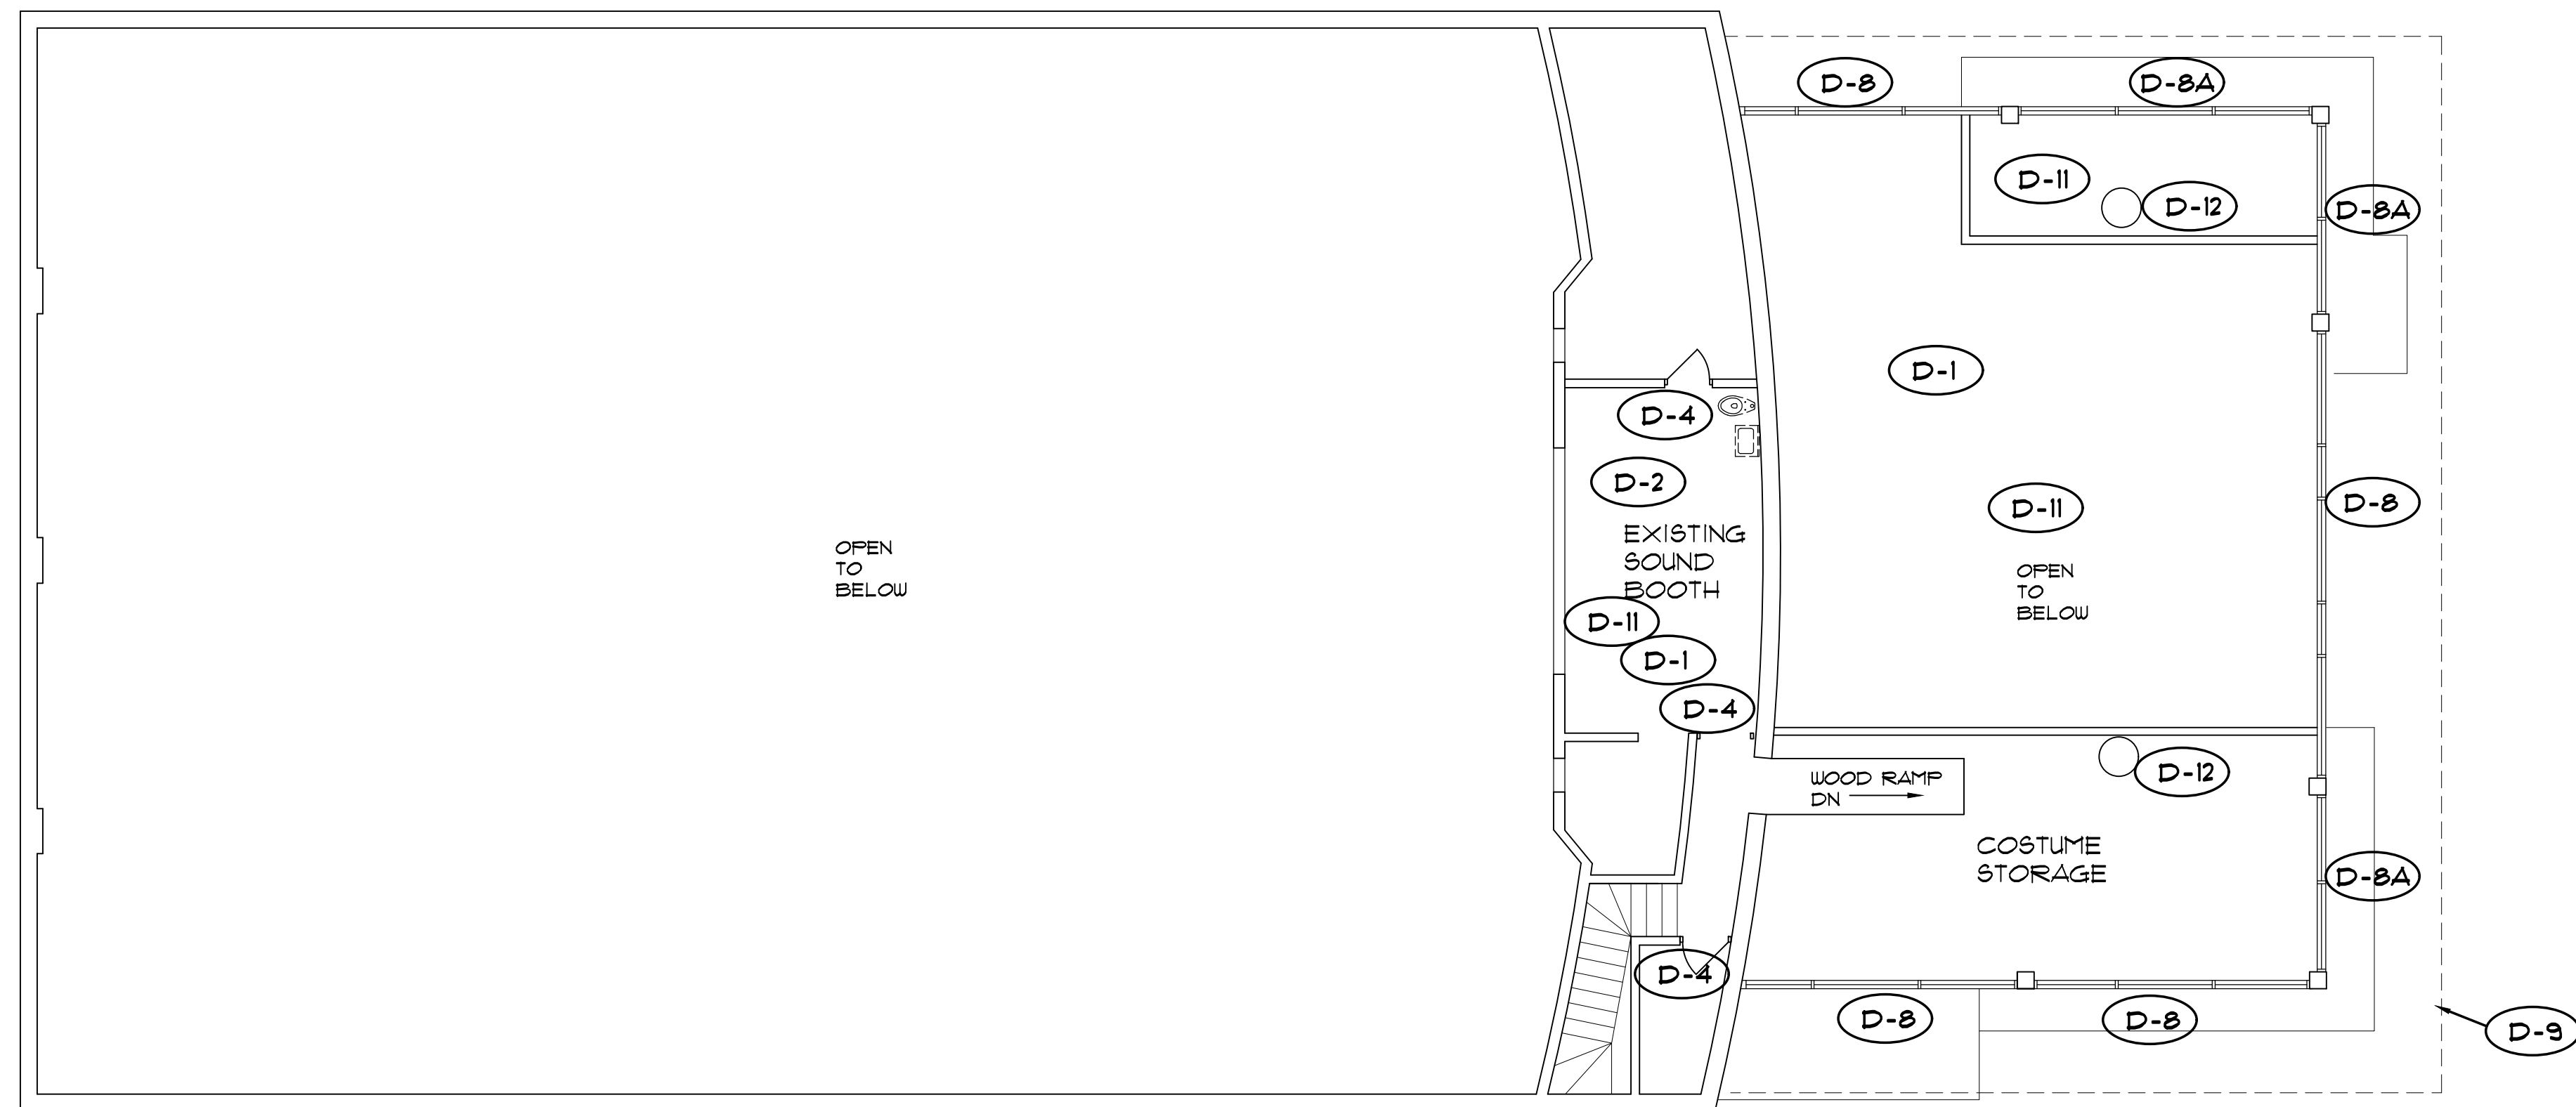 D-8
D-8A
D-11
D-12
D-8A
D-1
D-4
D-2
D-8
D-11
EXISTING
SOUND
BOOTH
OPEN
TO
BELOW
OPEN
TO
BELOW
D-11
D-1
D-4
WOOD RAMP
DN
D-12
COSTUME
STORAGE
D-8A
D-4
D-8
D-8
D-9